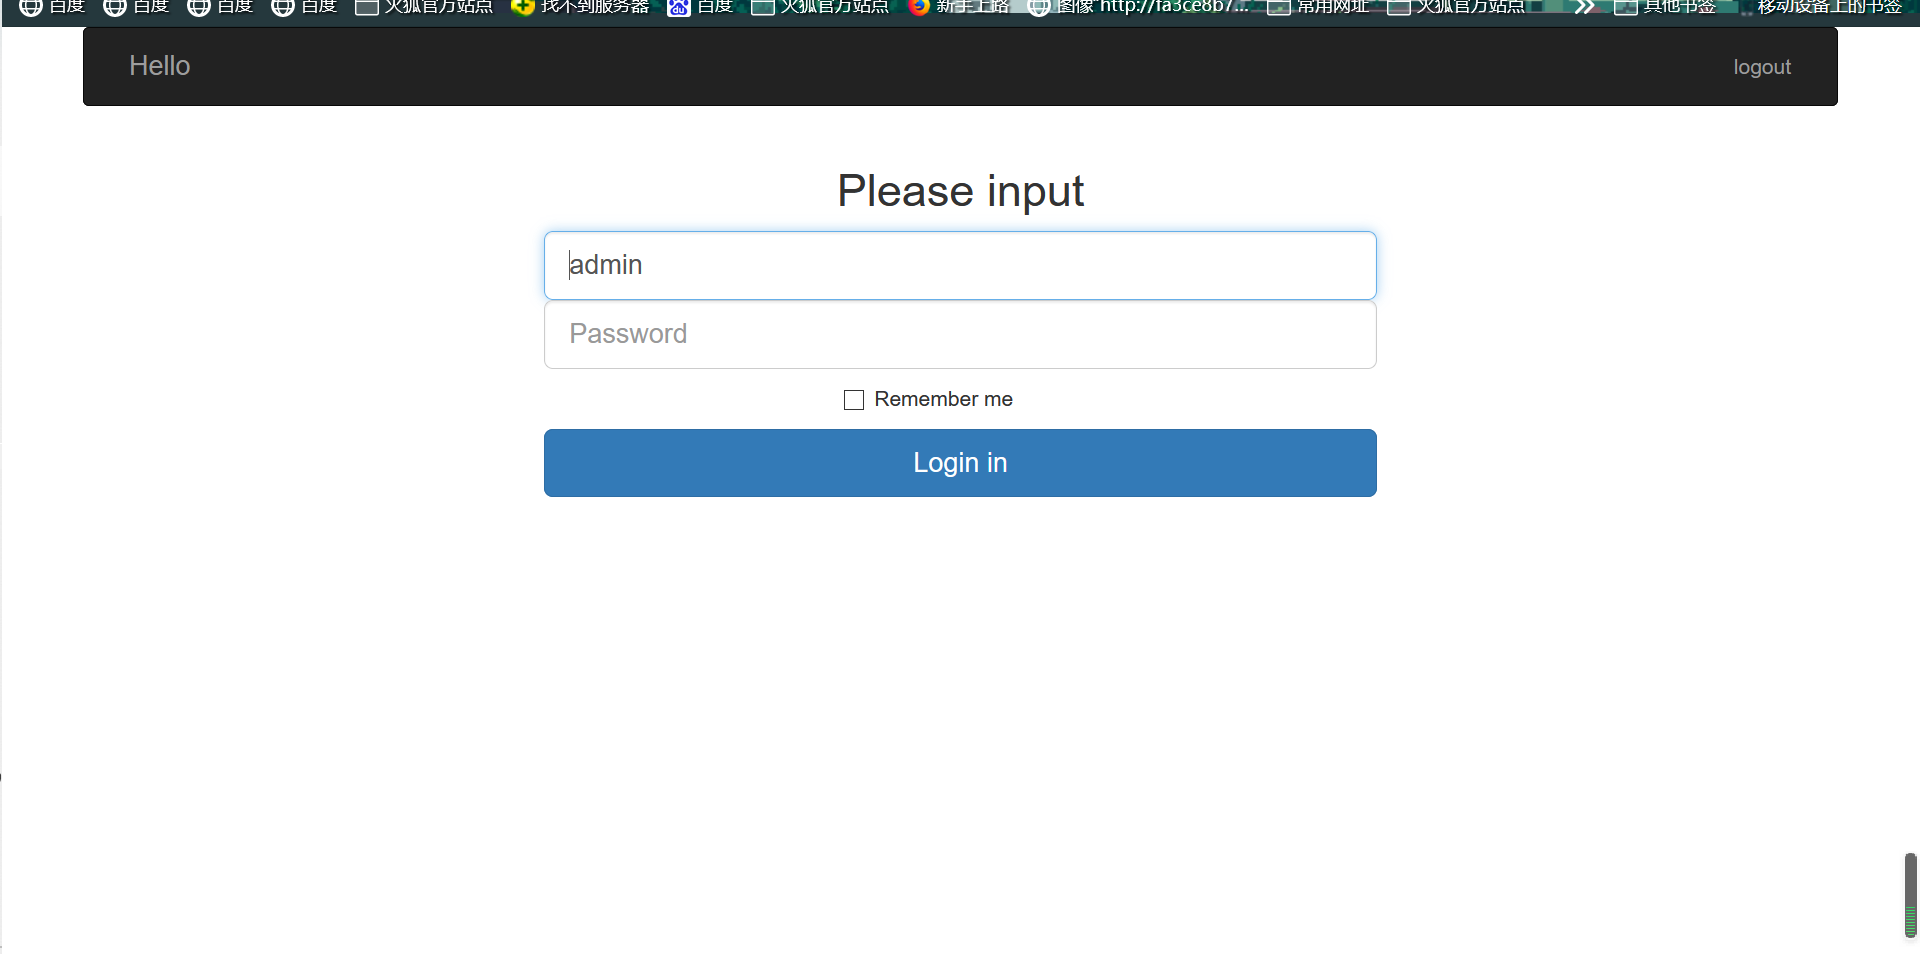 百度 百度 百度 百度 火狐官方站点 找不到服务器 百度 火狐官方站点 新手上路 图像 http://fa3ce8b7... 常用网址 火狐官方站点 其他书签 移动设备上的书签
Hello logout
Please input
admin
Password
Remember me
Login in